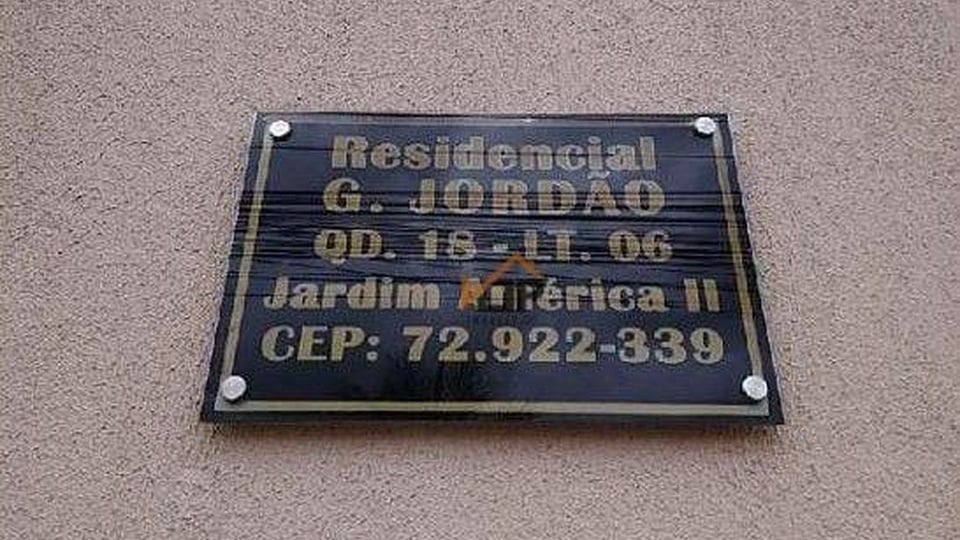 Residencial
G. JORDÃO
QD. 18 - LT. 06
Jardim América II
CEP: 72.922-339